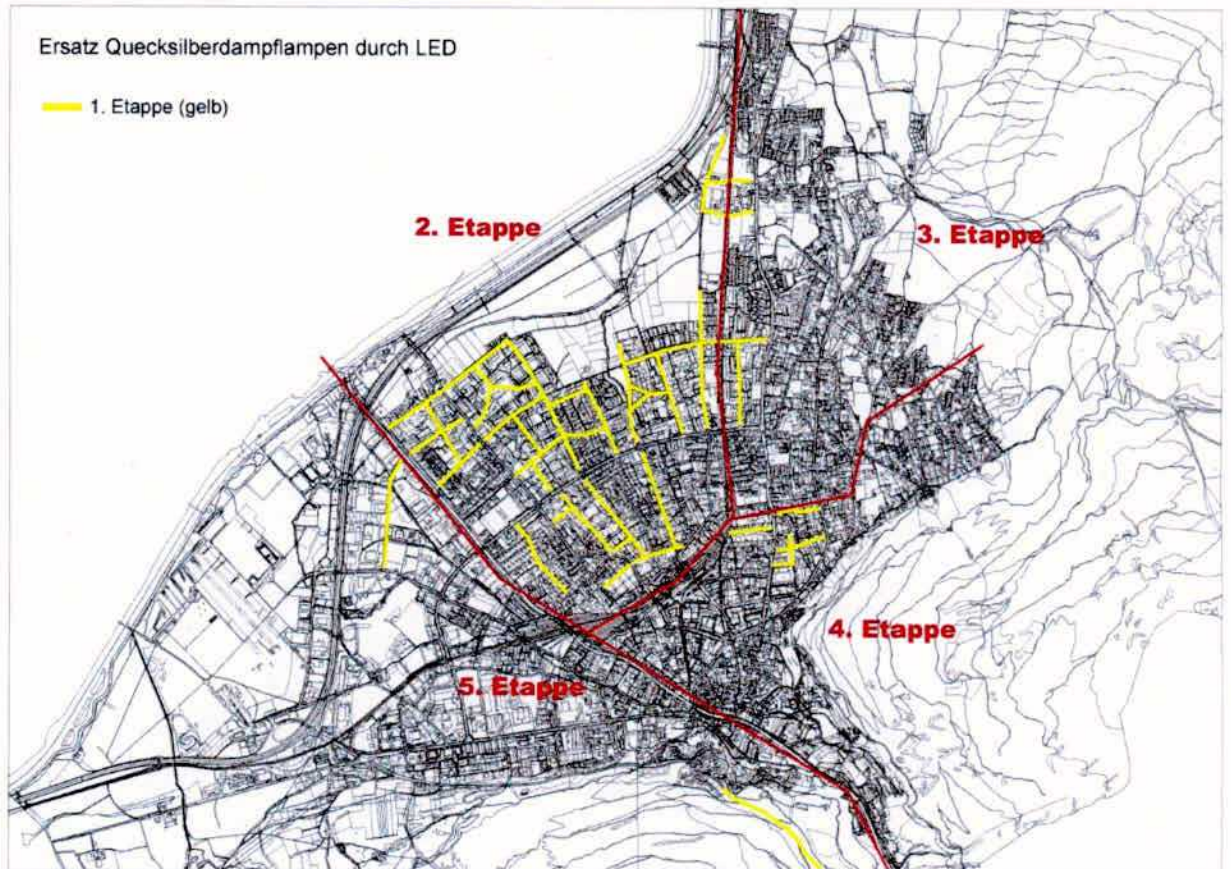 Ersatz Quecksilberdampflampen durch LED
1. Etappe (gelb)
2. Etappe
3. Etappe
4. Etappe
5. Etappe